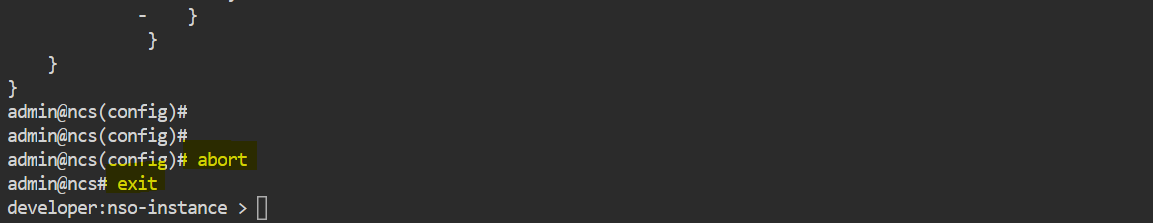 - }
}
}
}
admin@ncs(config)#
admin@ncs(config)#
admin@ncs(config)# abort
admin@ncs# exit
developer:nso-instance >